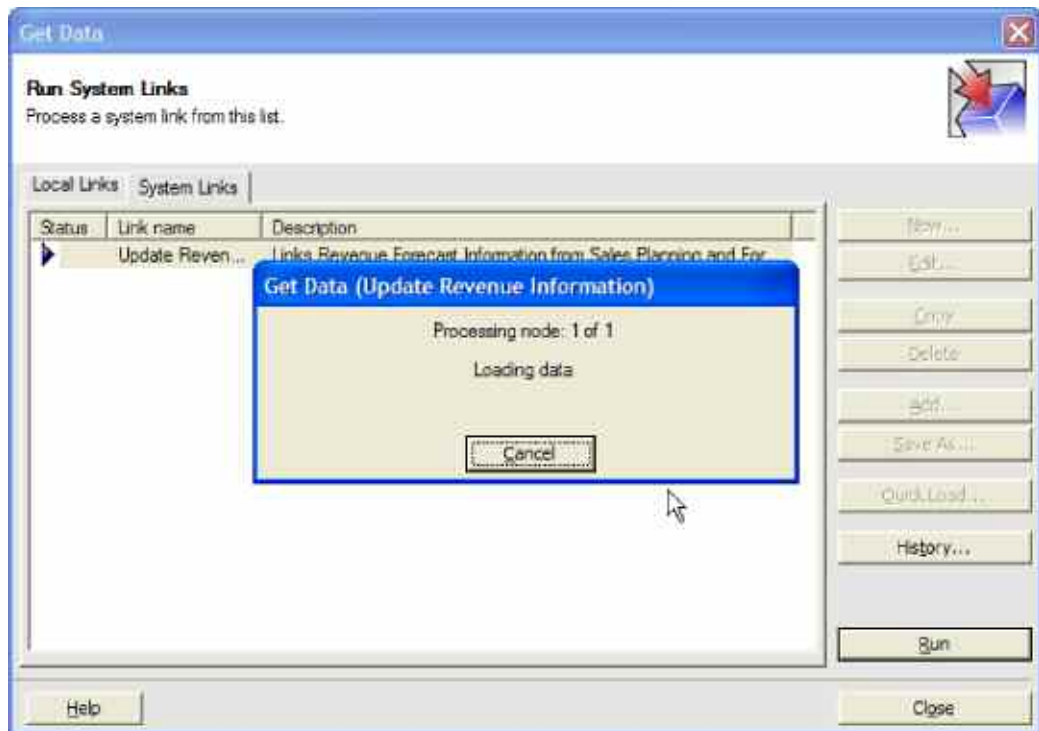 Get Data
Run System Links
Process a system link from this list.
Local Links System Links
Status Link name Description
Update Reven... Links Revenue Forecast Information from Sales Planning and For...
Get Data (Update Revenue Information)
Processing node: 1 of 1
Loading data
Cancel
New...
Edit...
Copy
Delete
Add...
Save As...
Quick Load...
History...
Run
Help
Close